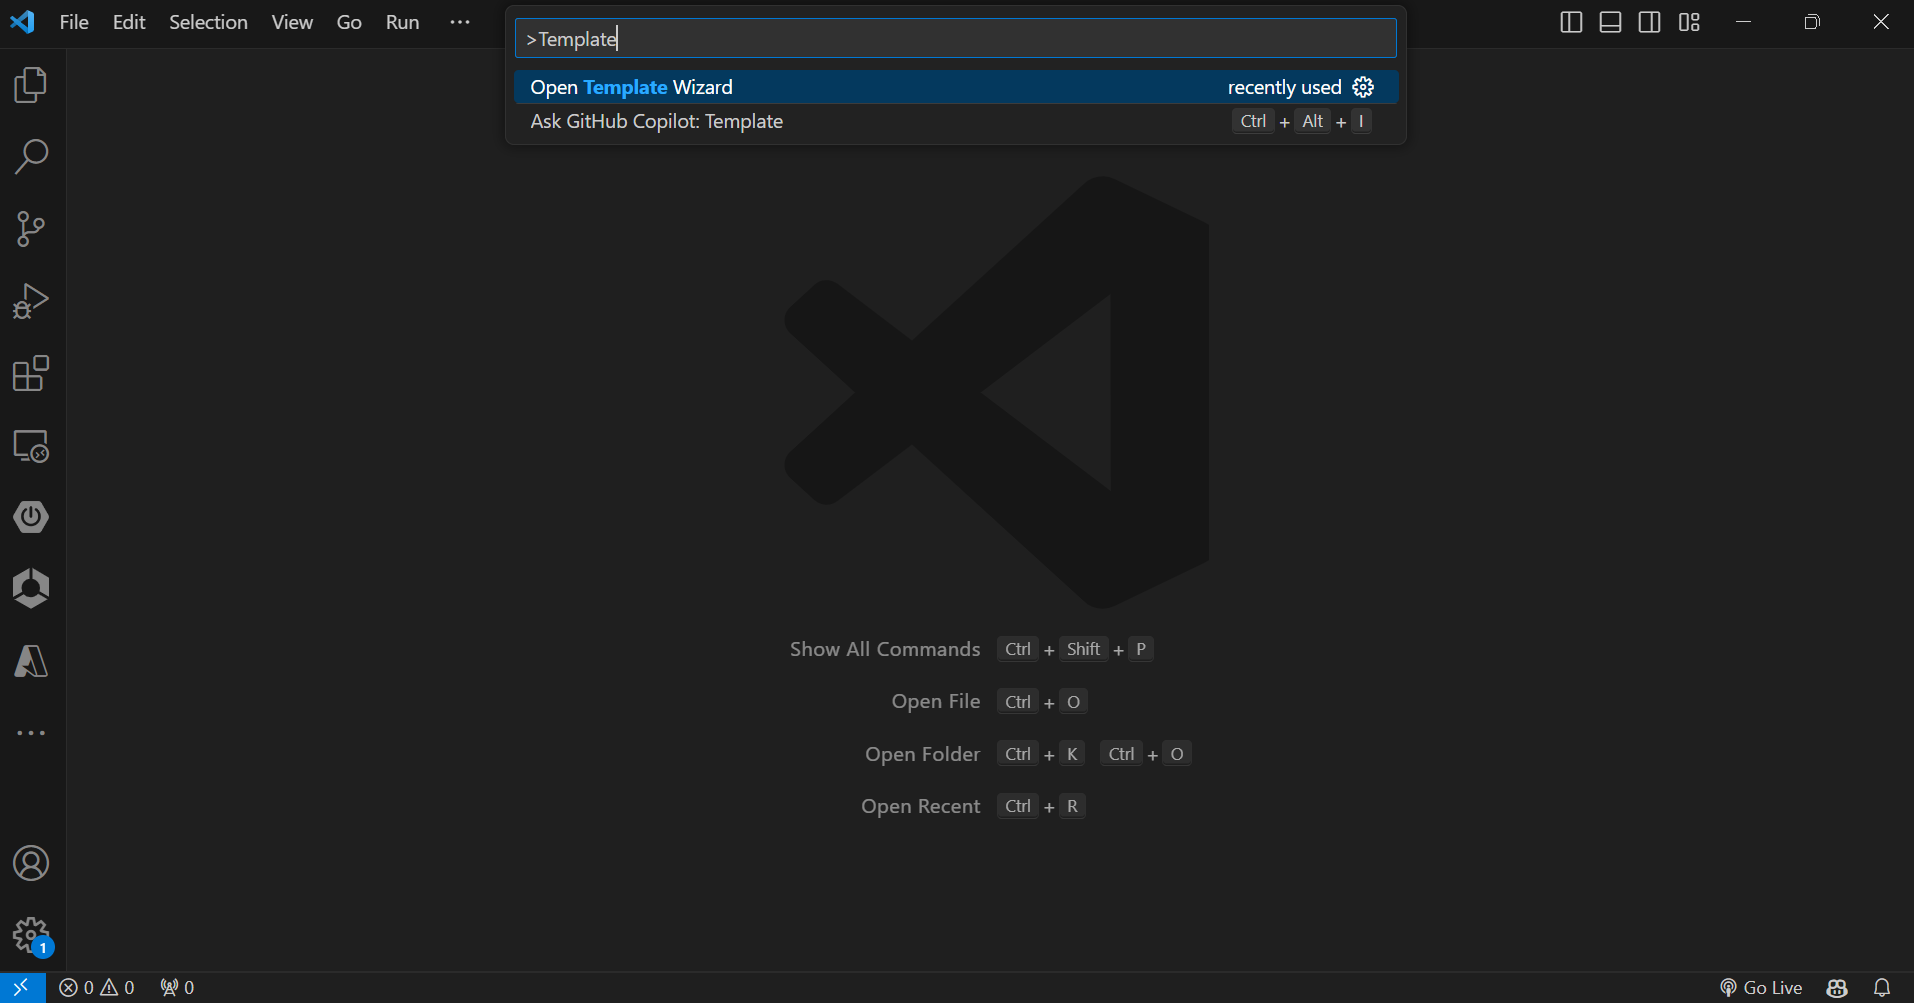 File Edit Selection View Go Run ···
>Template
Open Template Wizard recently used
Ask GitHub Copilot: Template Ctrl + Alt + I
Show All Commands Ctrl + Shift + P
Open File Ctrl + O
Open Folder Ctrl + K Ctrl + O
Open Recent Ctrl + R
1
0 0 0 Go Live